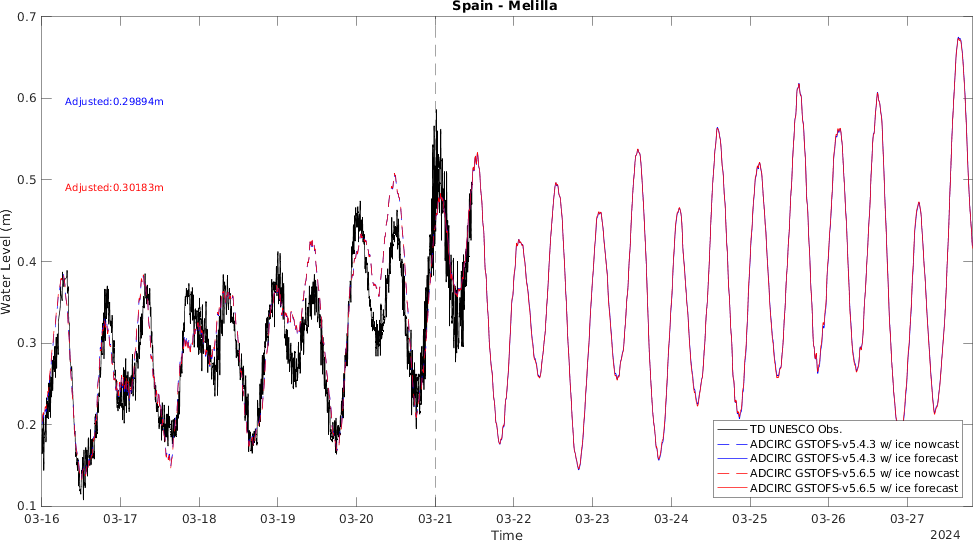 Spain - Melilla
0.7
0.6
0.5
0.4
0.3
0.2
0.1
Water Level (m)
Adjusted:0.29894m
Adjusted:0.30183m
TD UNESCO Obs.
ADCIRC GSTOFS-v5.4.3 w/ ice nowcast
ADCIRC GSTOFS-v5.4.3 w/ ice forecast
ADCIRC GSTOFS-v5.6.5 w/ ice nowcast
ADCIRC GSTOFS-v5.6.5 w/ ice forecast
03-16 03-17 03-18 03-19 03-20 03-21 03-22 03-23 03-24 03-25 03-26 03-27
Time
2024